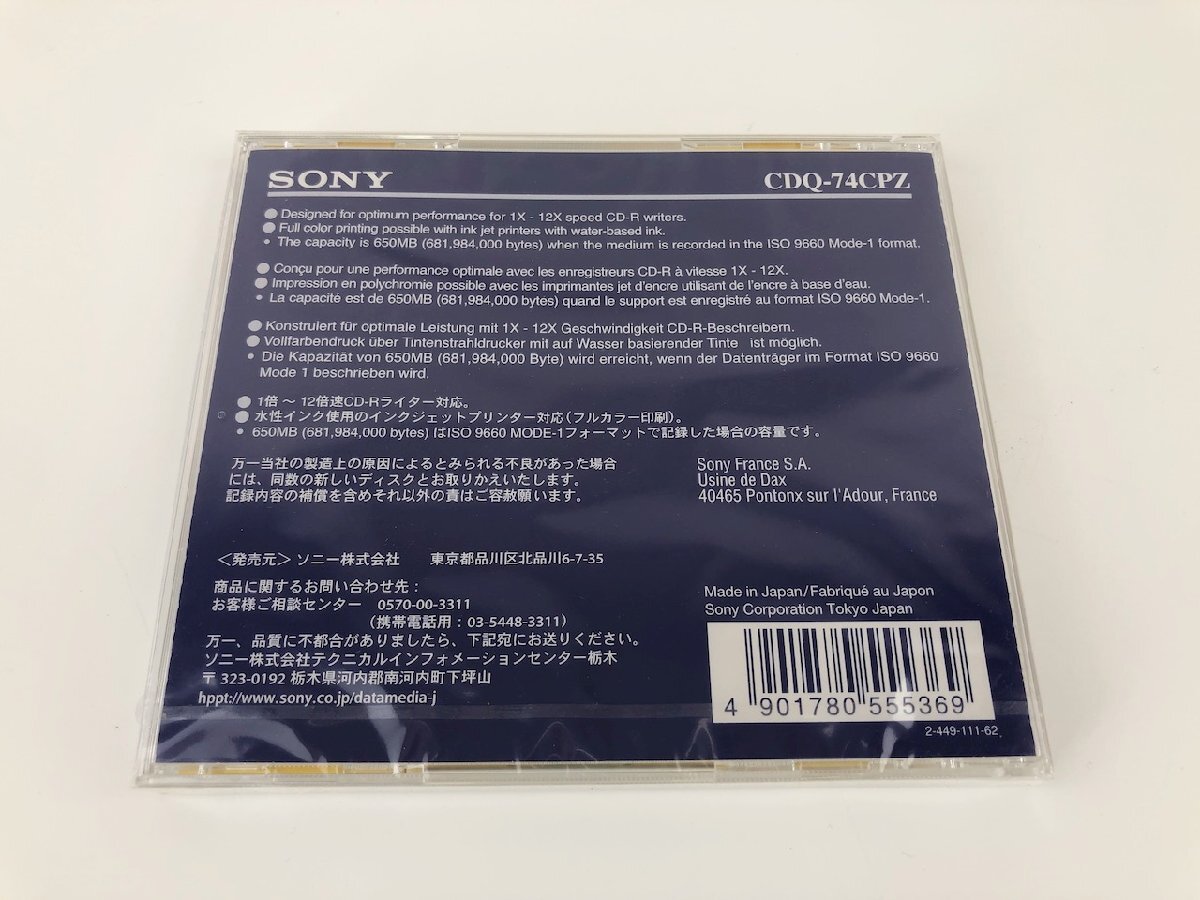 SONY
CDQ-74CPZ
● Designed for optimum performance for 1X - 12X speed CD-R writers.
● Full color printing possible with ink jet printers with water-based ink.
• The capacity is 650MB (681,984,000 bytes) when the medium is recorded in the ISO 9660 Mode-1 format.
● Conçu pour une performance optimale avec les enregistreurs CD-R à vitesse 1X - 12X.
● Impression en polychromie possible avec les imprimantes jet d'encre utilisant de l'encre à base d'eau.
• La capacité est de 650MB (681,984,000 bytes) quand le support est enregistré au format ISO 9660 Mode-1.
● Konstruiert für optimale Leistung mit 1X - 12X Geschwindigkeit CD-R-Beschreibern.
● Vollfarbendruck über Tintenstrahldrucker mit auf Wasser basierender Tinte ist möglich.
• Die Kapazität von 650MB (681,984,000 Byte) wird erreicht, wenn der Datenträger im Format ISO 9660
Mode 1 beschrieben wird.
● 1倍 ~ 12倍速CD-Rライター対応。
● 水性インク使用のインクジェットプリンター対応(フルカラー印刷)。
• 650MB (681,984,000 bytes) はISO 9660 MODE-1フォーマットで記録した場合の容量です。
万一当社の製造上の原因によるとみられる不良があった場合
には、同数の新しいディスクとお取りかえいたします。
記録内容の補償を含めそれ以外の責はご容赦願います。
Sony France S.A.
Usine de Dax
40465 Pontonx sur l'Adour, France
<発売元> ソニー株式会社 東京都品川区北品川6-7-35
商品に関するお問い合わせ先:
お客様ご相談センター 0570-00-3311
(携帯電話用:03-5448-3311)
万一、品質に不都合がありましたら、下記宛にお送りください。
ソニー株式会社テクニカルインフォメーションセンター栃木
〒323-0192 栃木県河内郡南河内町下坪山
hppt://www.sony.co.jp/datamedia-j
Made in Japan/Fabriqué au Japon
Sony Corporation Tokyo Japan
4 901780 555369
2-449-111-62